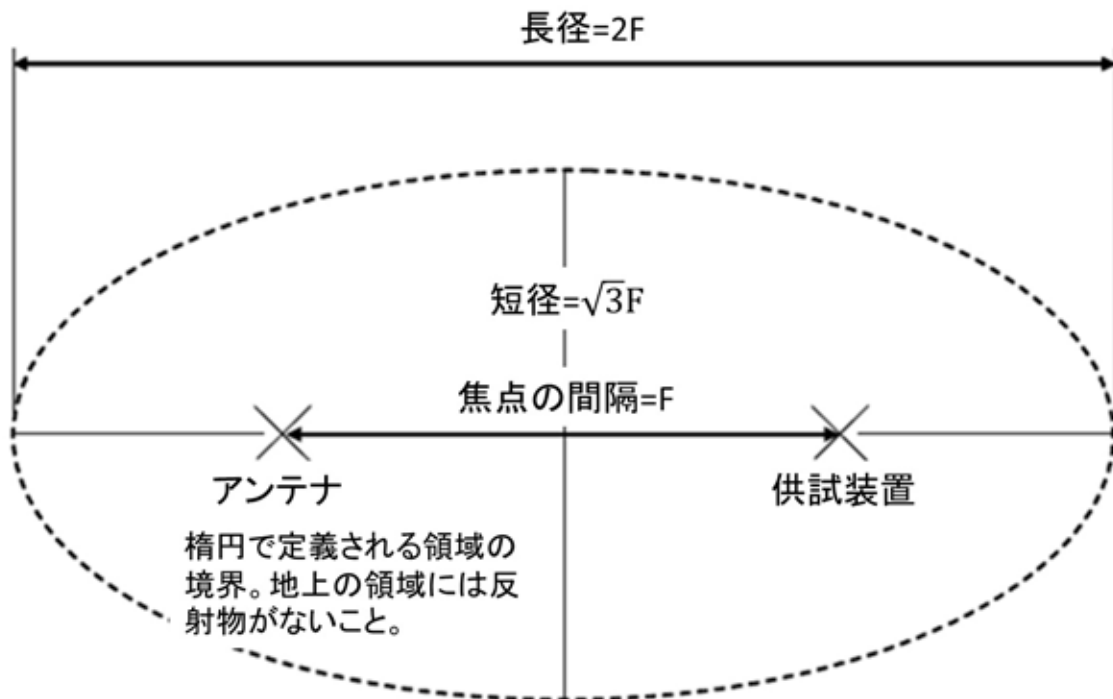 長径=2F
短径=√3F
焦点の間隔=F
アンテナ
供試装置
楕円で定義される領域の
境界。地上の領域には反
射物がないこと。